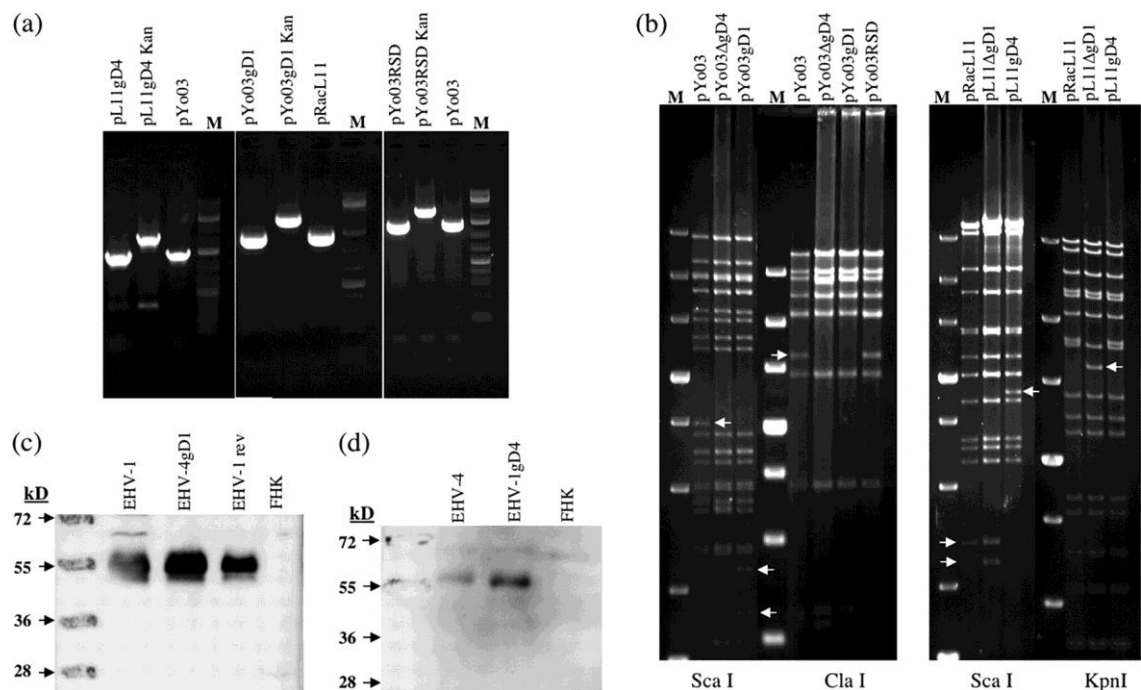 (a)
pL11gD4
pL11gD4 Kan
pYo03
M
pYo03gD1
pYo03gD1 Kan
pRacL11
M
pYo03RSD
pYo03RSD Kan
pYo03
M
(b)
M
pYo03
pYo03ΔgD4
pYo03gD1
M
pYo03
pYo03ΔgD4
pYo03gD1
pYo03RSD
Sca I
Cla I
M
pRacL11
pL11ΔgD1
pL11gD4
M
pRacL11
pL11ΔgD1
pL11gD4
Sca I
KpnI
(c)
kD
EHV-1
EHV-4gD1
EHV-1 rev
FHK
72
55
36
28
(d)
kD
EHV-4
EHV-1gD4
FHK
72
55
36
28